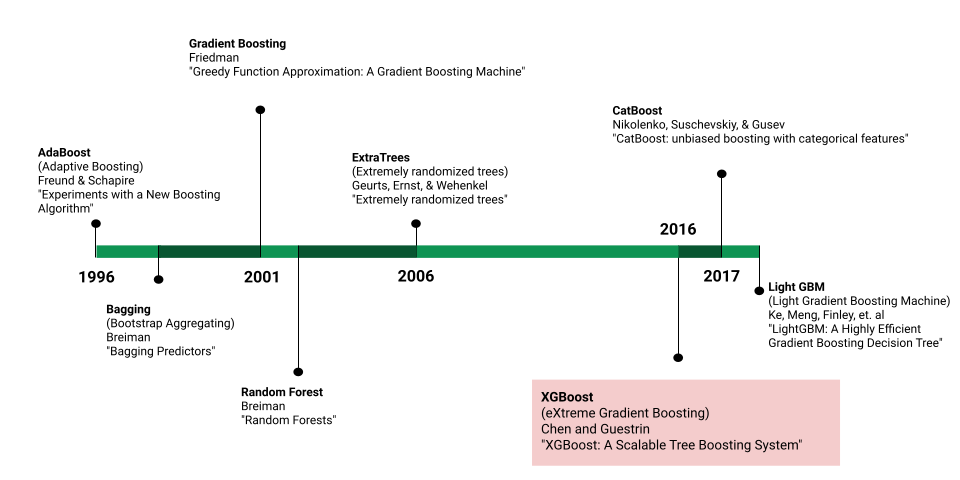 Gradient Boosting
Friedman
"Greedy Function Approximation: A Gradient Boosting Machine"
CatBoost
Nikolenko, Suschevskiy, & Gusev
"CatBoost: unbiased boosting with categorical features"
AdaBoost
(Adaptive Boosting)
Freund & Schapire
"Experiments with a New Boosting
Algorithm"
ExtraTrees
(Extremely randomized trees)
Geurts, Ernst, & Wehenkel
"Extremely randomized trees"
2016
1996
2001
2006
2017
Light GBM
(Light Gradient Boosting Machine)
Ke, Meng, Finley, et. al
"LightGBM: A Highly Efficient
Gradient Boosting Decision Tree"
Bagging
(Bootstrap Aggregating)
Breiman
"Bagging Predictors"
Random Forest
Breiman
"Random Forests"
XGBoost
(eXtreme Gradient Boosting)
Chen and Guestrin
"XGBoost: A Scalable Tree Boosting System"